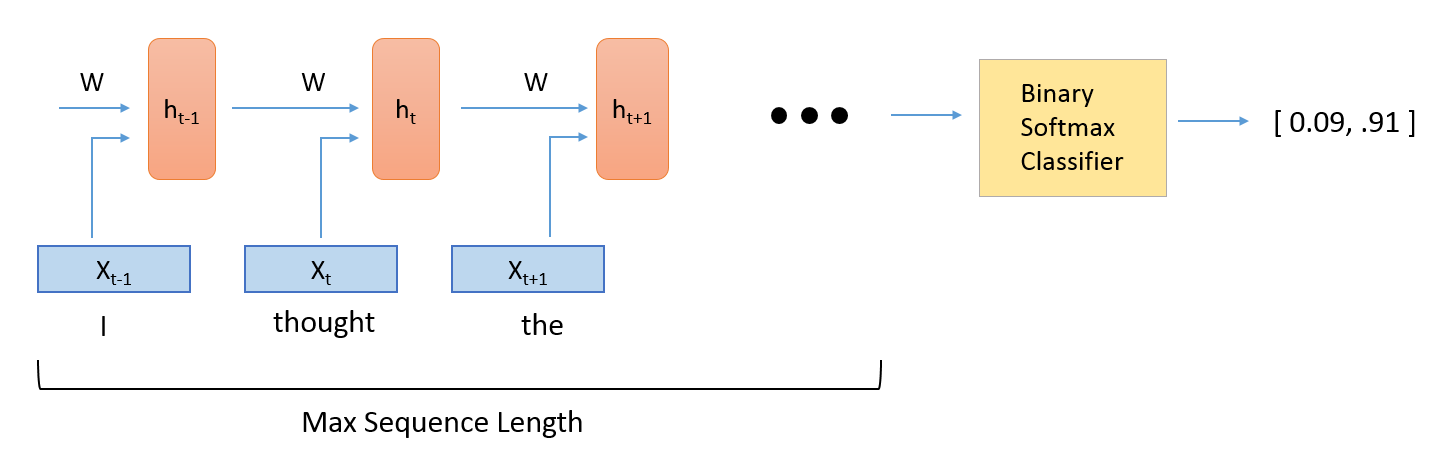 W
W
W
h_{t-1}
h_t
h_{t+1}
Binary
Softmax
Classifier
[ 0.09, .91 ]
X_{t-1}
X_t
X_{t+1}
I
thought
the
Max Sequence Length